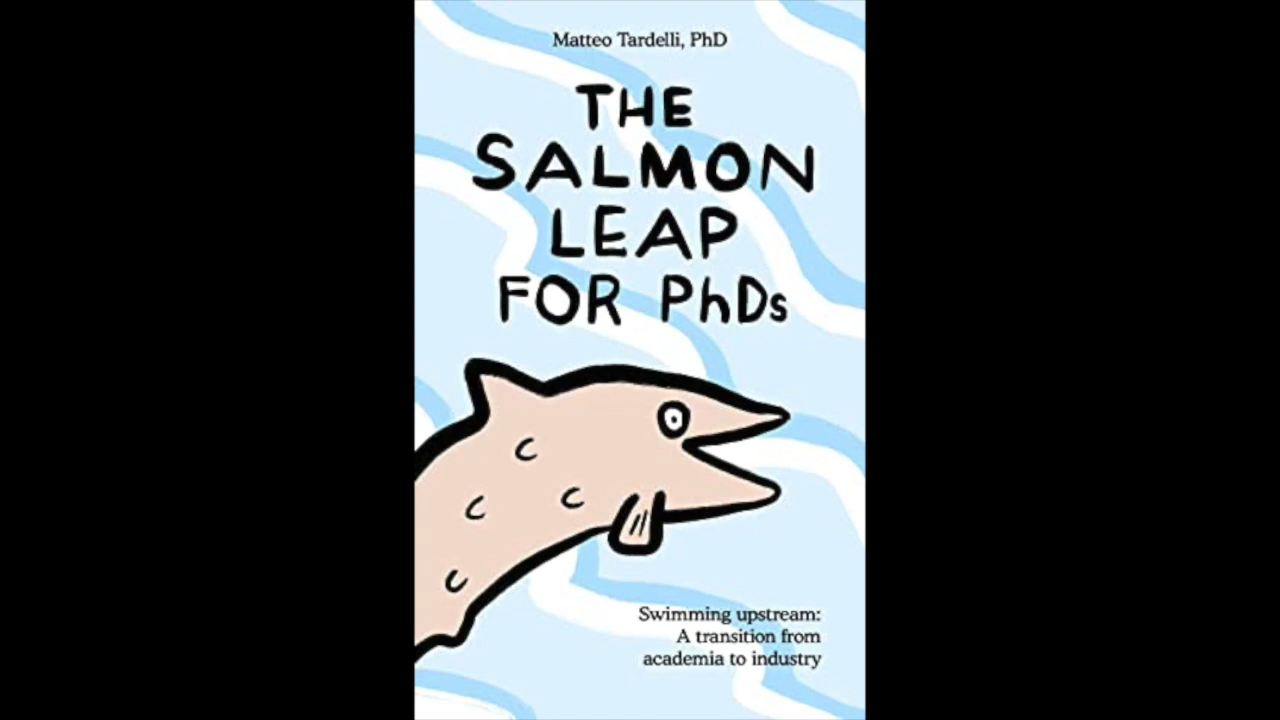 Matteo Tardelli, PhD
THE
SALMON
LEAP
FOR PhDs
Swimming upstream:
A transition from
academia to industry